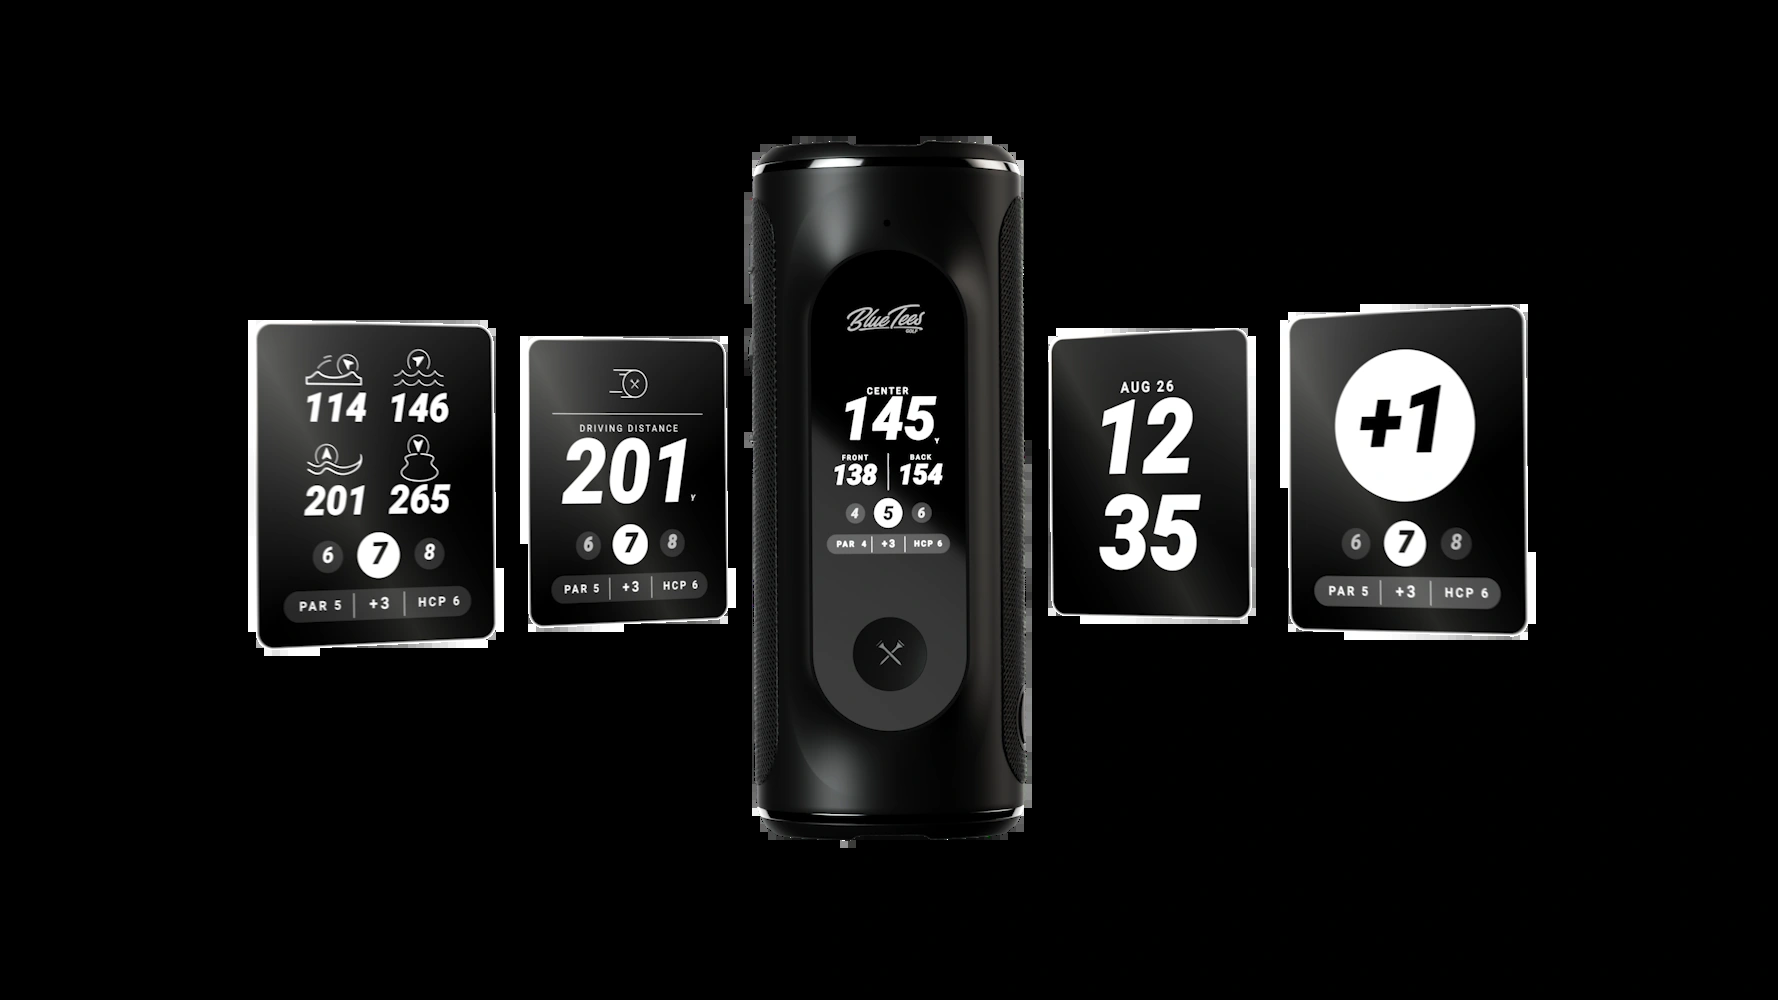 114 146
201 265
6 7 8
PAR 5 | +3 | HCP 6
DRIVING DISTANCE
201 Y
6 7 8
PAR 5 | +3 | HCP 6
Blue Tees
GOLF
CENTER
145 Y
FRONT BACK
138 | 154
4 5 6
PAR 4 | +3 | HCP 6
AUG 26
12
35
+1
6 7 8
PAR 5 | +3 | HCP 6